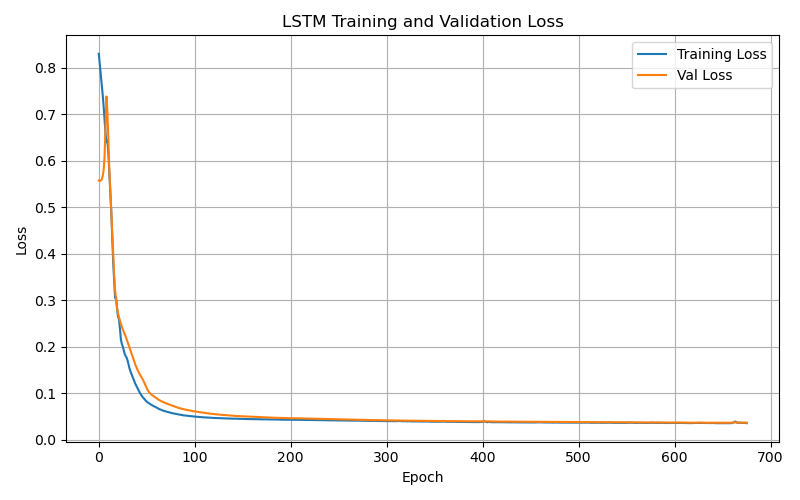 LSTM Training and Validation Loss
Training Loss
Val Loss
Loss
0.8
0.7
0.6
0.5
0.4
0.3
0.2
0.1
0.0
0 100 200 300 400 500 600 700
Epoch